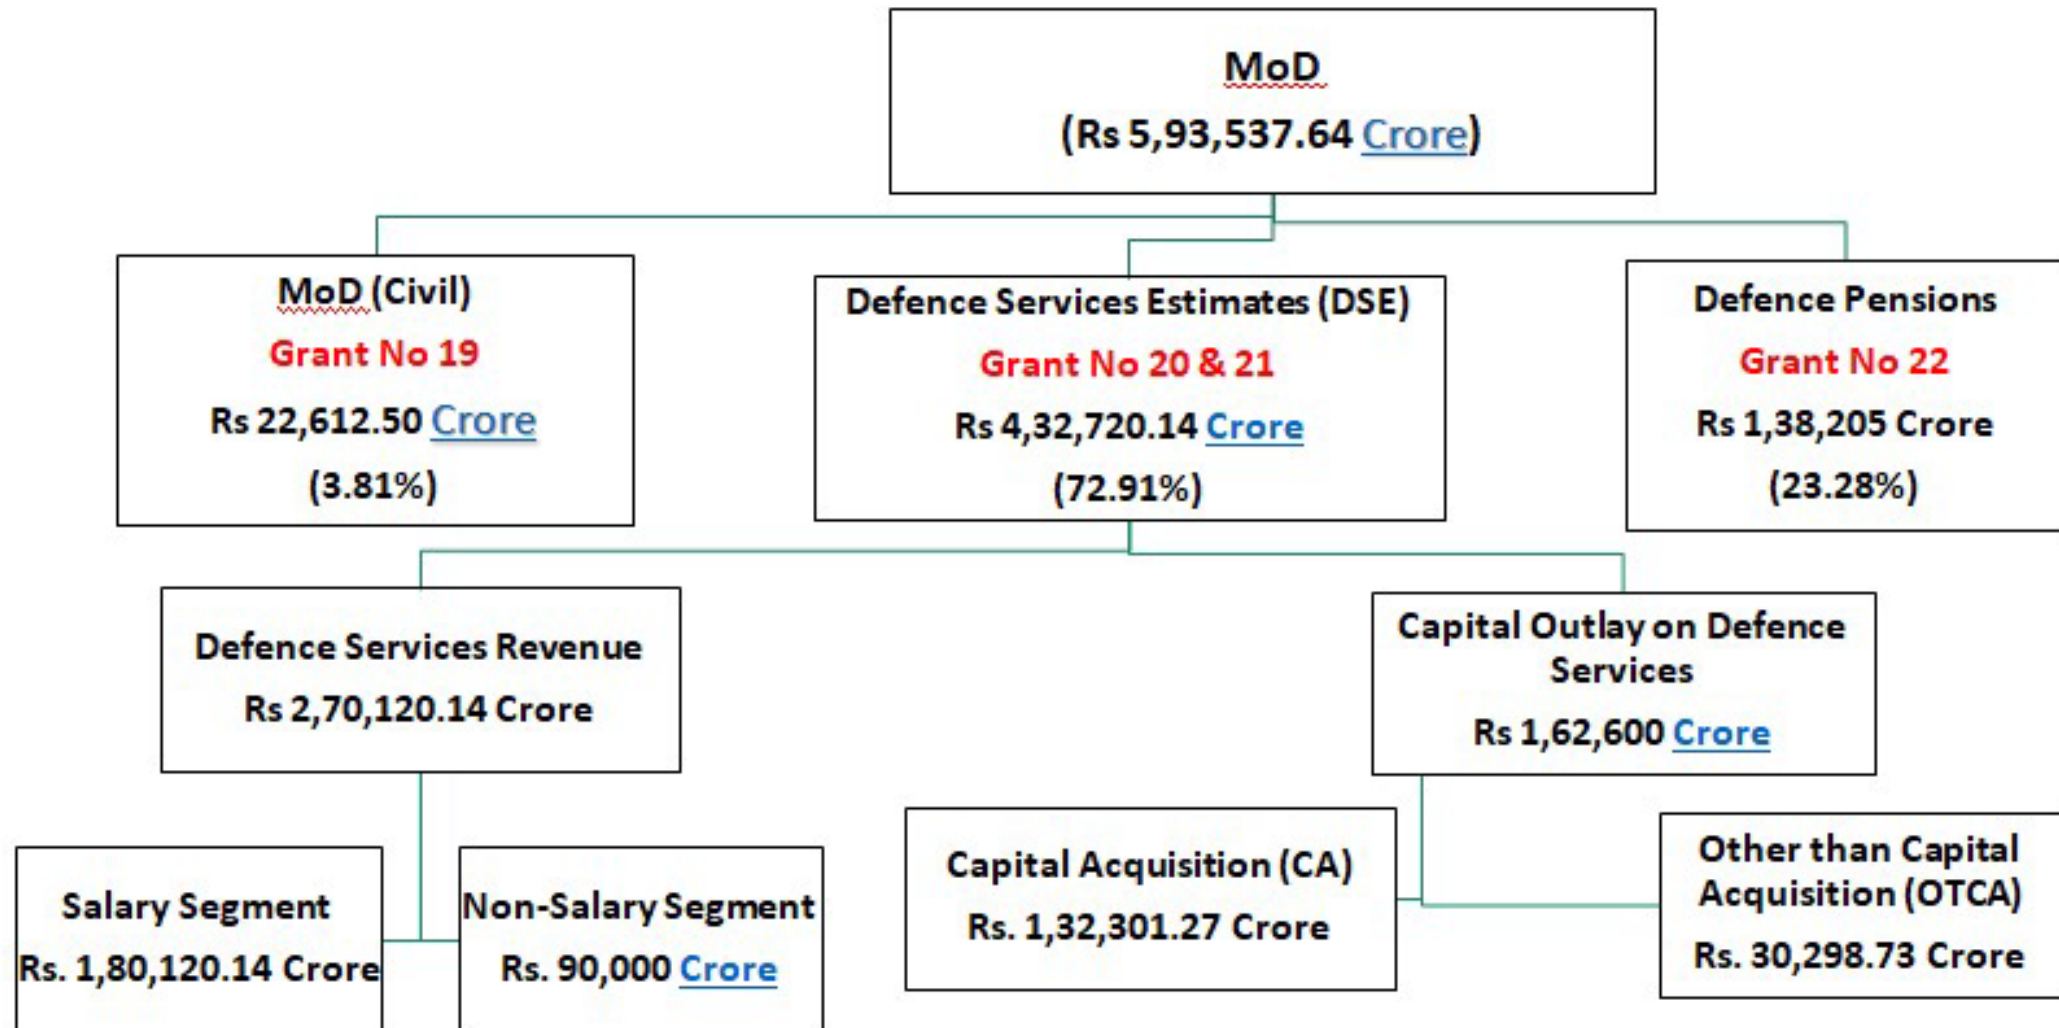 MoD
(Rs 5,93,537.64 Crore)
MoD (Civil)
Grant No 19
Rs 22,612.50 Crore
(3.81%)
Defence Services Estimates (DSE)
Grant No 20 & 21
Rs 4,32,720.14 Crore
(72.91%)
Defence Pensions
Grant No 22
Rs 1,38,205 Crore
(23.28%)
Defence Services Revenue
Rs 2,70,120.14 Crore
Capital Outlay on Defence
Services
Rs 1,62,600 Crore
Salary Segment
Rs. 1,80,120.14 Crore
Non-Salary Segment
Rs. 90,000 Crore
Capital Acquisition (CA)
Rs. 1,32,301.27 Crore
Other than Capital
Acquisition (OTCA)
Rs. 30,298.73 Crore